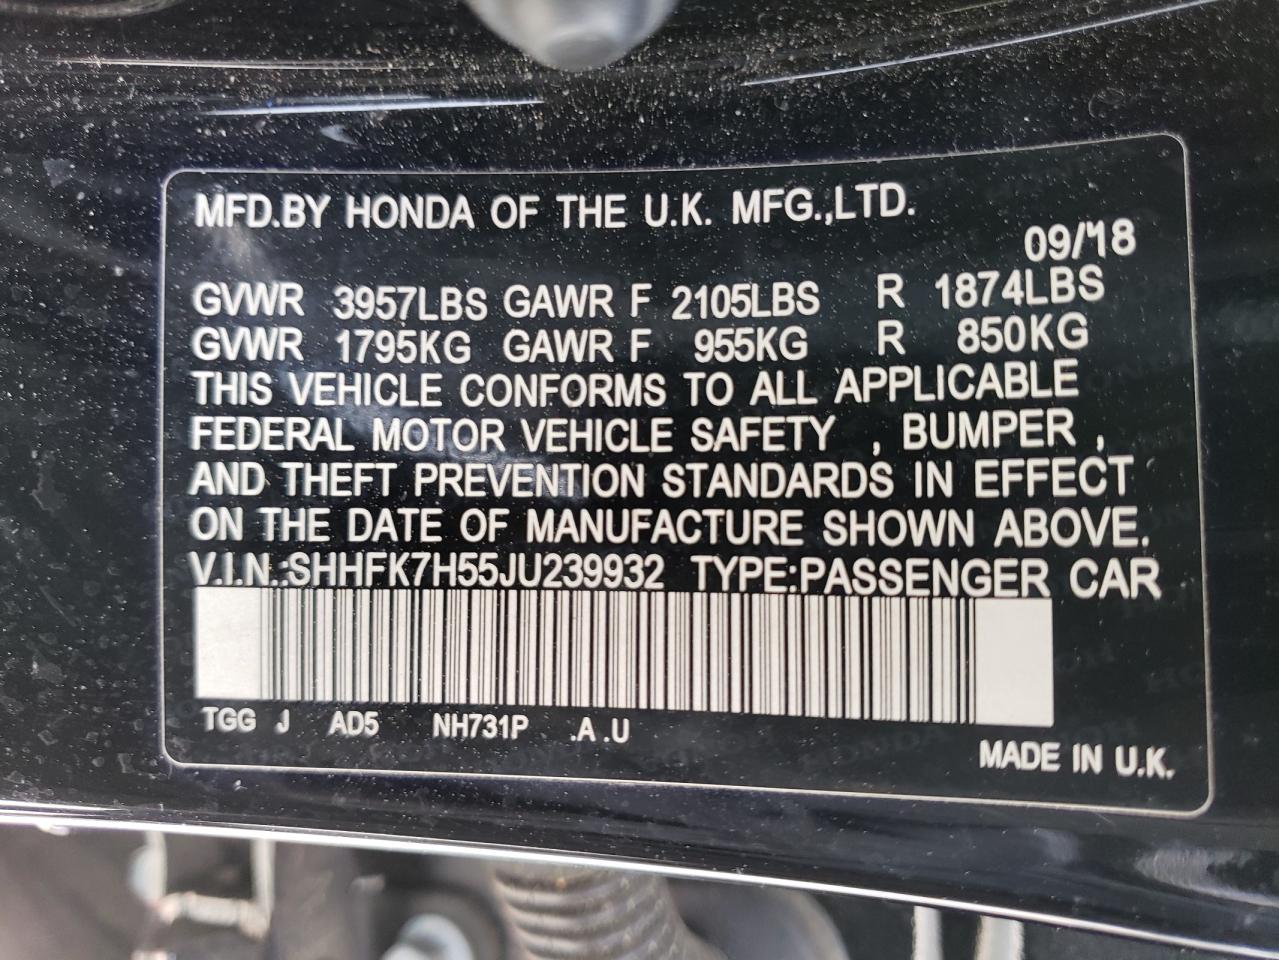 MFD.BY HONDA OF THE U.K. MFG.,LTD.
09/'18
GVWR 3957LBS GAWR F 2105LBS R 1874LBS
GVWR 1795KG GAWR F 955KG R 850KG
THIS VEHICLE CONFORMS TO ALL APPLICABLE
FEDERAL MOTOR VEHICLE SAFETY , BUMPER ,
AND THEFT PREVENTION STANDARDS IN EFFECT
ON THE DATE OF MANUFACTURE SHOWN ABOVE.
V.I.N.:SHHFK7H55JU239932 TYPE:PASSENGER CAR
TGG J AD5 NH731P .A .U
MADE IN U.K.